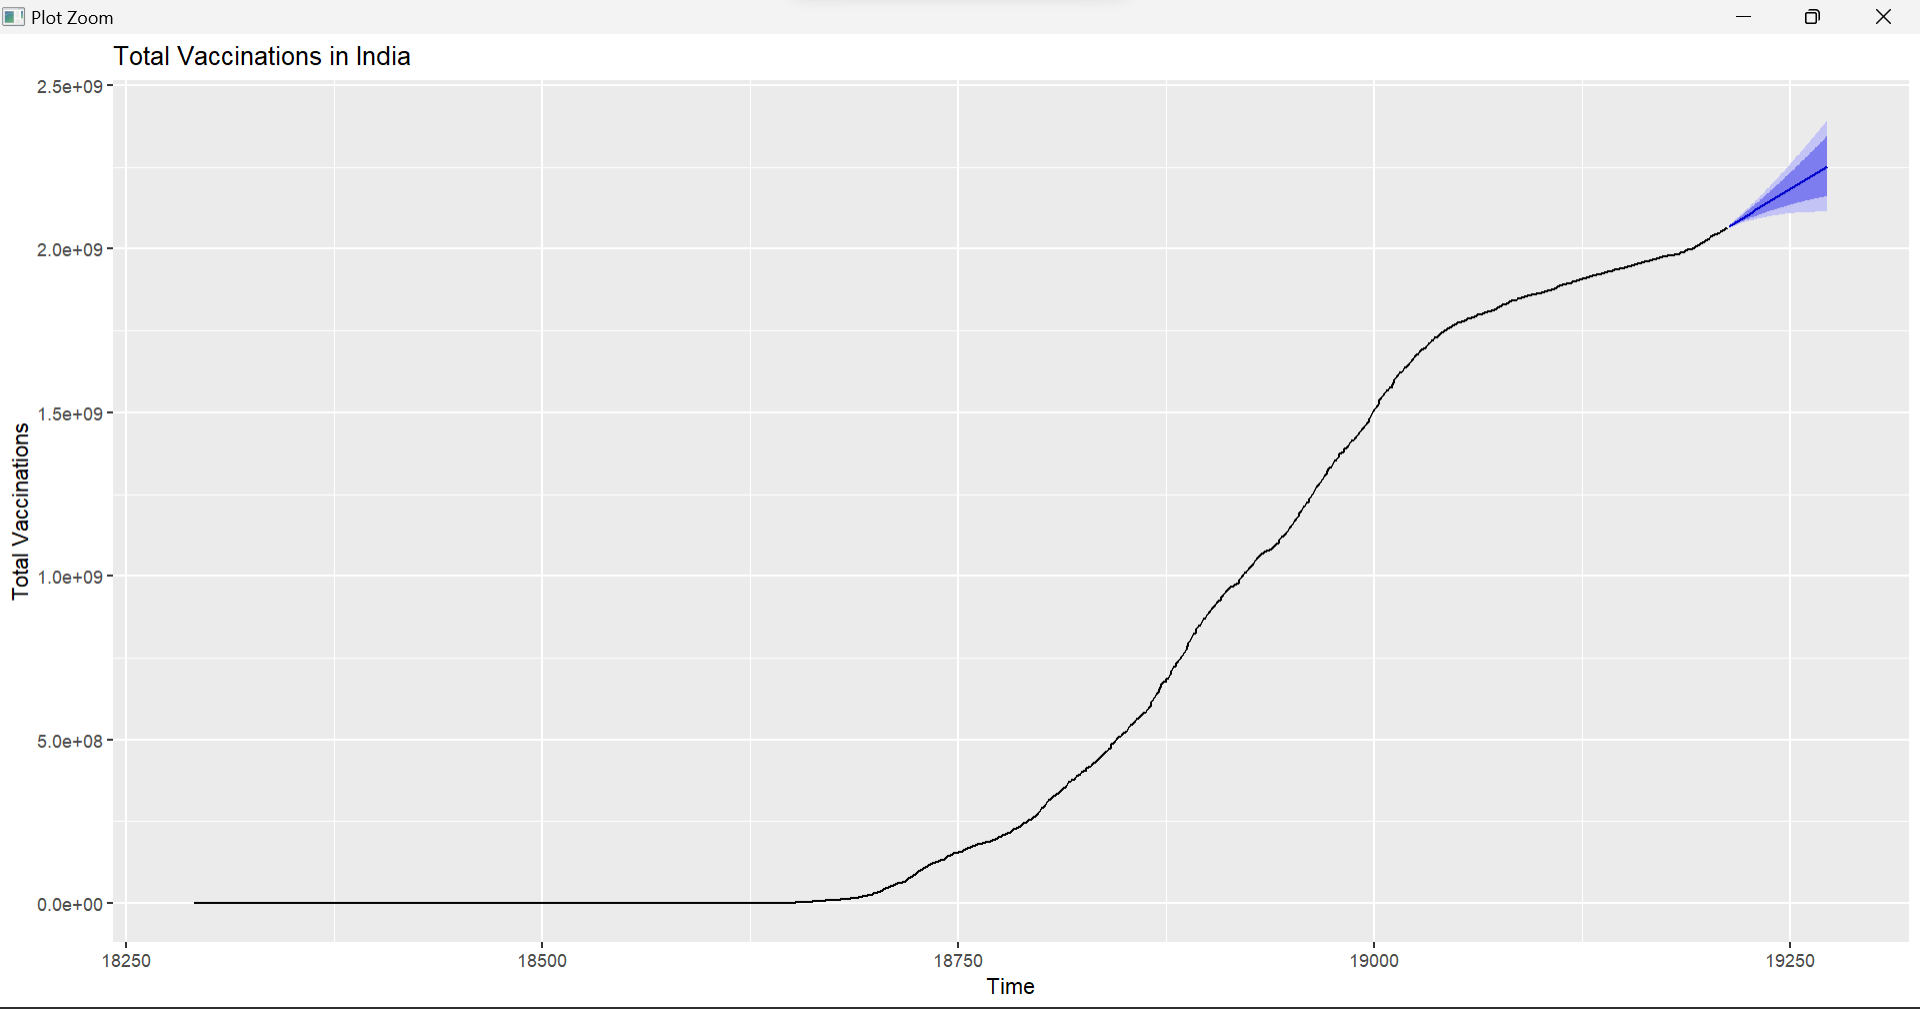 Plot Zoom
Total Vaccinations in India
2.5e+09
2.0e+09
1.5e+09
1.0e+09
5.0e+08
0.0e+00
Total Vaccinations
18250 18500 18750 19000 19250
Time